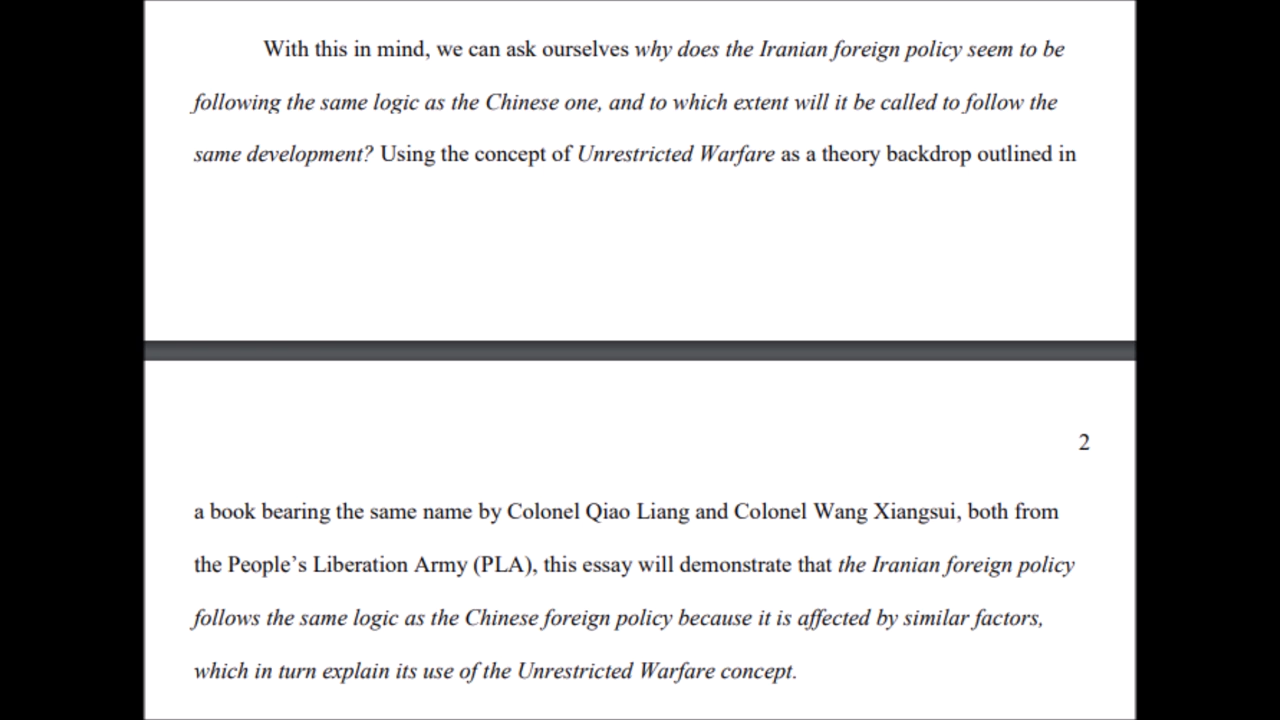 With this in mind, we can ask ourselves why does the Iranian foreign policy seem to be
following the same logic as the Chinese one, and to which extent will it be called to follow the
same development? Using the concept of Unrestricted Warfare as a theory backdrop outlined in
2
a book bearing the same name by Colonel Qiao Liang and Colonel Wang Xiangsui, both from
the People’s Liberation Army (PLA), this essay will demonstrate that the Iranian foreign policy
follows the same logic as the Chinese foreign policy because it is affected by similar factors,
which in turn explain its use of the Unrestricted Warfare concept.